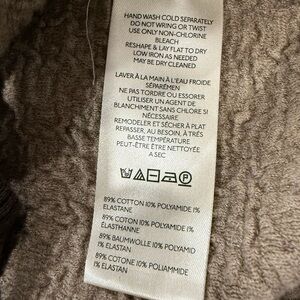 HAND WASH COLD SEPARATELY
DO NOT WRING OR TWIST
USE ONLY NON-CHLORINE
BLEACH
RESHAPE & LAY FLAT TO DRY
LOW IRON AS NEEDED
MAY BE DRY CLEANED
LAVER À LA MAIN À L'EAU FROIDE
SÉPARÉMEN
NE PAS TORDRE OU ESSORER
UTILISER UN AGENT DE
BLANCHIMENT SANS CHLORE SI
NÉCESSAIRE
REMODELER ET SÉCHER À PLAT
REPASSER, AU BESOIN, À TRÈS
BASSE TEMPÉRATURE
PEUT-ÊTRE ÊTRE NETTOYÉE
A SEC
P
89% COTTON 10% POLYAMIDE 1%
ELASTANE
89% COTON 10% POLYAMIDE 1%
ÉLASTHANNE
89% BAUMWOLLE 10% POLYAMID
1% ELASTAN
89% COTONE 10% POLIAMMIDE
1% ELASTAN